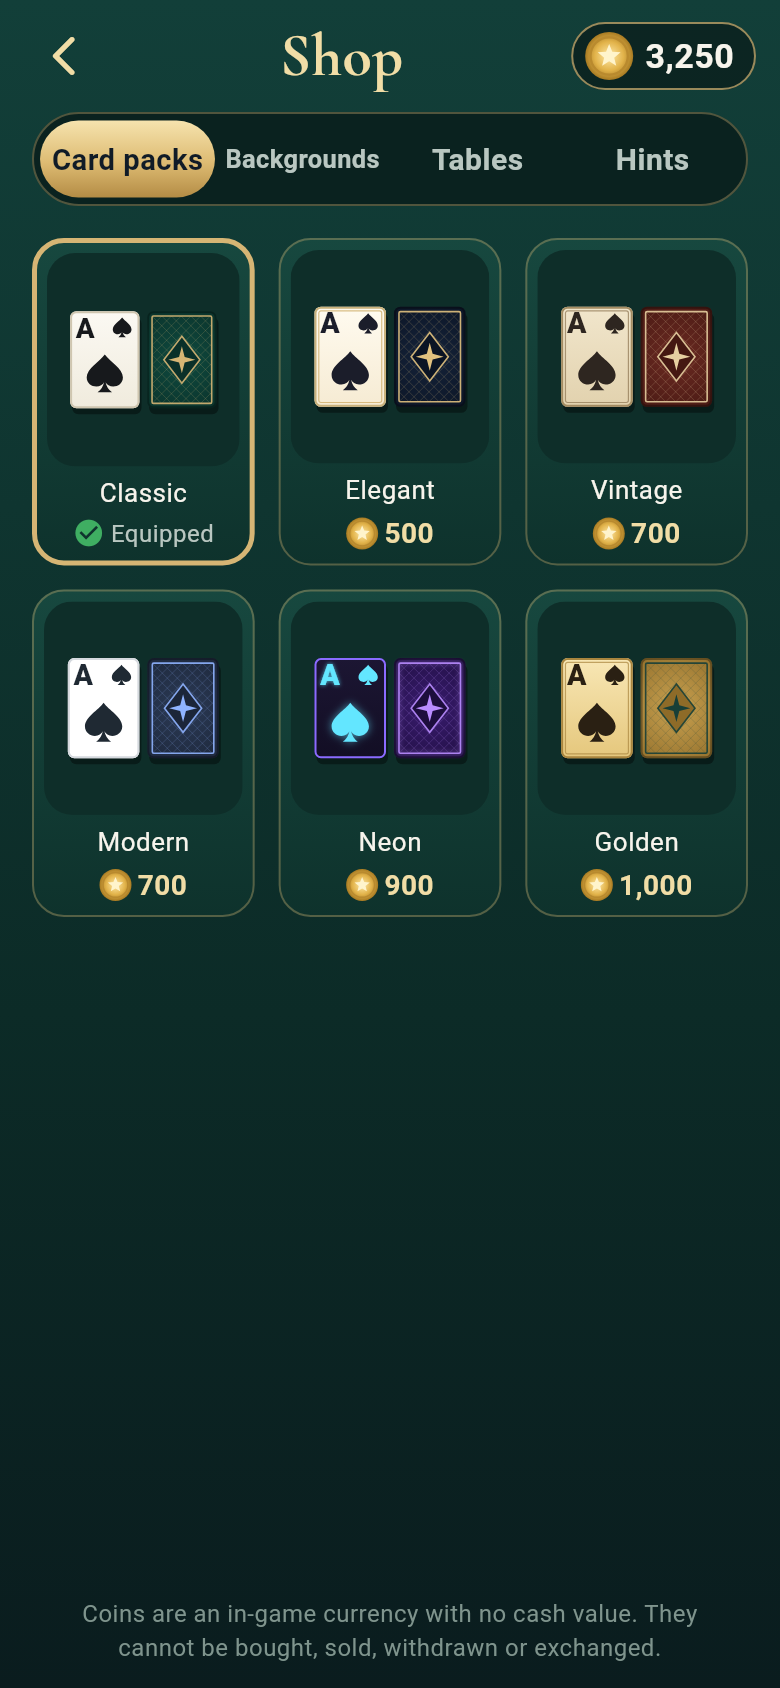 Shop
3,250
Card packs
Backgrounds
Tables
Hints
A
A
A
Classic
Elegant
Vintage
Equipped
500
700
A
A
A
Modern
Neon
Golden
700
900
1,000
Coins are an in-game currency with no cash value. They
cannot be bought, sold, withdrawn or exchanged.